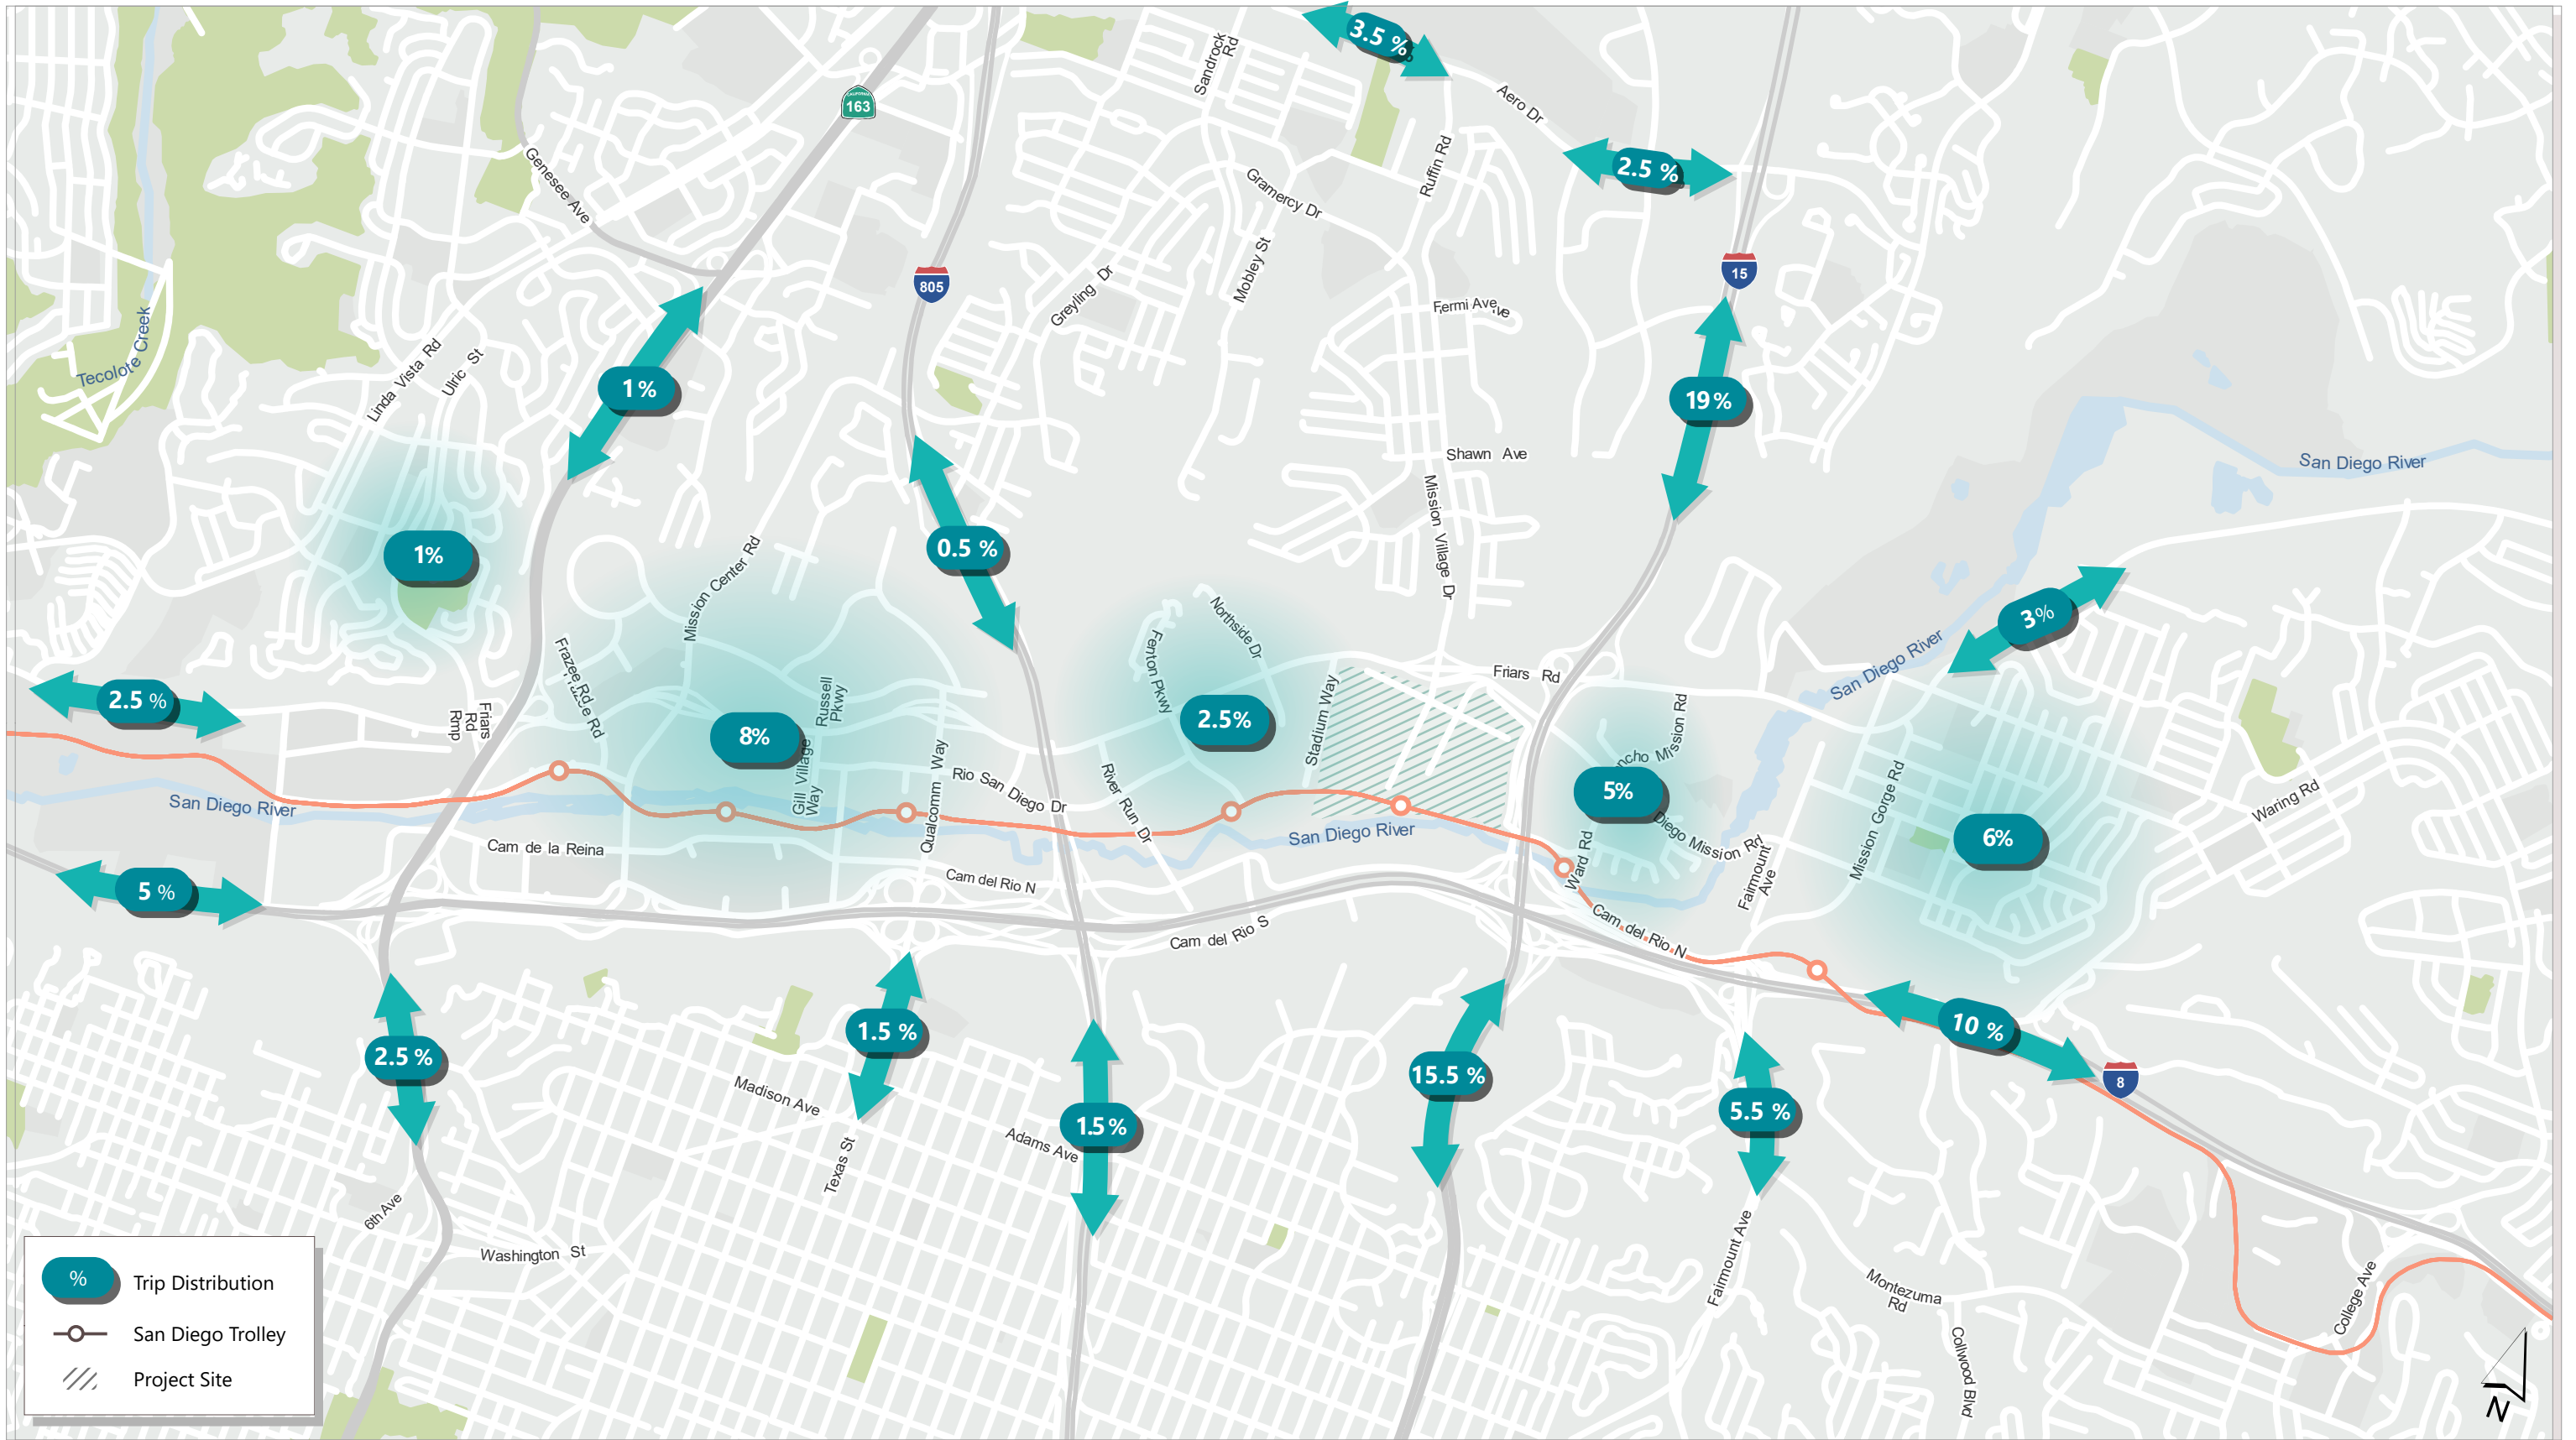 3.5 %
Sandrock
Rd
Aero Dr
CALIFORNIA
163
Genesee Ave
Ruffin Rd
2.5 %
Gramercy Dr
Mobley St
15
805
Greyling Dr
Fermi Ave
Tecolote Creek
Linda Vista Rd
Ulric St
1 %
19 %
Shawn Ave
San Diego River
Mission Village Dr
1%
0.5 %
Mission Center Rd
Northside Dr
Fenton Pkwy
3%
San Diego River
Friars Rd
Frazee Rd
2.5 %
Friars
Rd
Rmp
Russell
Pkwy
8%
2.5%
Stadium Way
Mission Rd
5%
Gill Village
Way
Qualcomm Way
Rio San Diego Dr
River Run Dr
San Diego River
San Diego River
Diego Mission Rd
Ward Rd
Fairmount
Ave
Mission Gorge Rd
6%
Waring Rd
Cam de la Reina
Cam del Rio N
5 %
Cam del Rio S
Cam del Rio N
10 %
8
2.5 %
1.5 %
Madison Ave
Texas St
Adams Ave
1.5 %
15.5 %
5.5 %
6th Ave
Washington St
Fairmount Ave
Montezuma
Rd
Collwood Blvd
College Ave
%
Trip Distribution
San Diego Trolley
Project Site
N